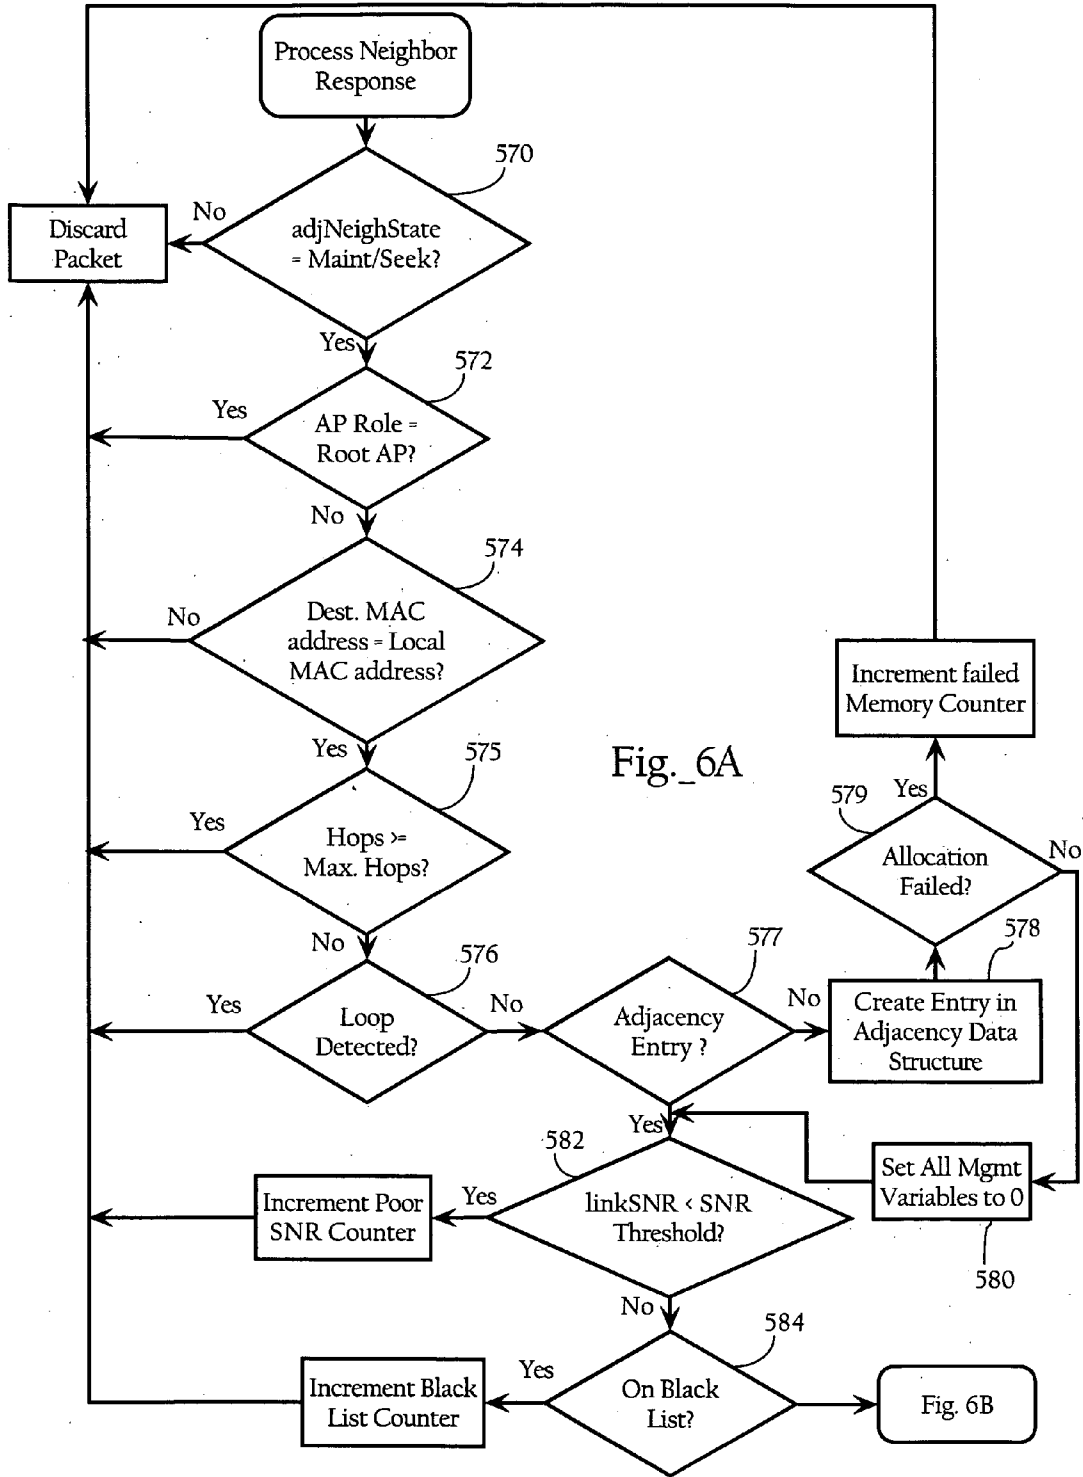 Process Neighbor
Response
570
adjNeighState
= Maint/Seek?
No
Discard
Packet
Yes
572
AP Role =
Root AP?
Yes
No
574
Dest. MAC
address = Local
MAC address?
No
Yes
575
Hops >=
Max. Hops?
Yes
No
Fig._6A
Increment failed
Memory Counter
Yes
579
Allocation
Failed?
No
576
Loop
Detected?
Yes
No
577
Adjacency
Entry ?
No
578
Create Entry in
Adjacency Data
Structure
Yes
582
linkSNR < SNR
Threshold?
Yes
Increment Poor
SNR Counter
Set All Mgmt
Variables to 0
580
No
584
On Black
List?
Yes
Increment Black
List Counter
Fig. 6B